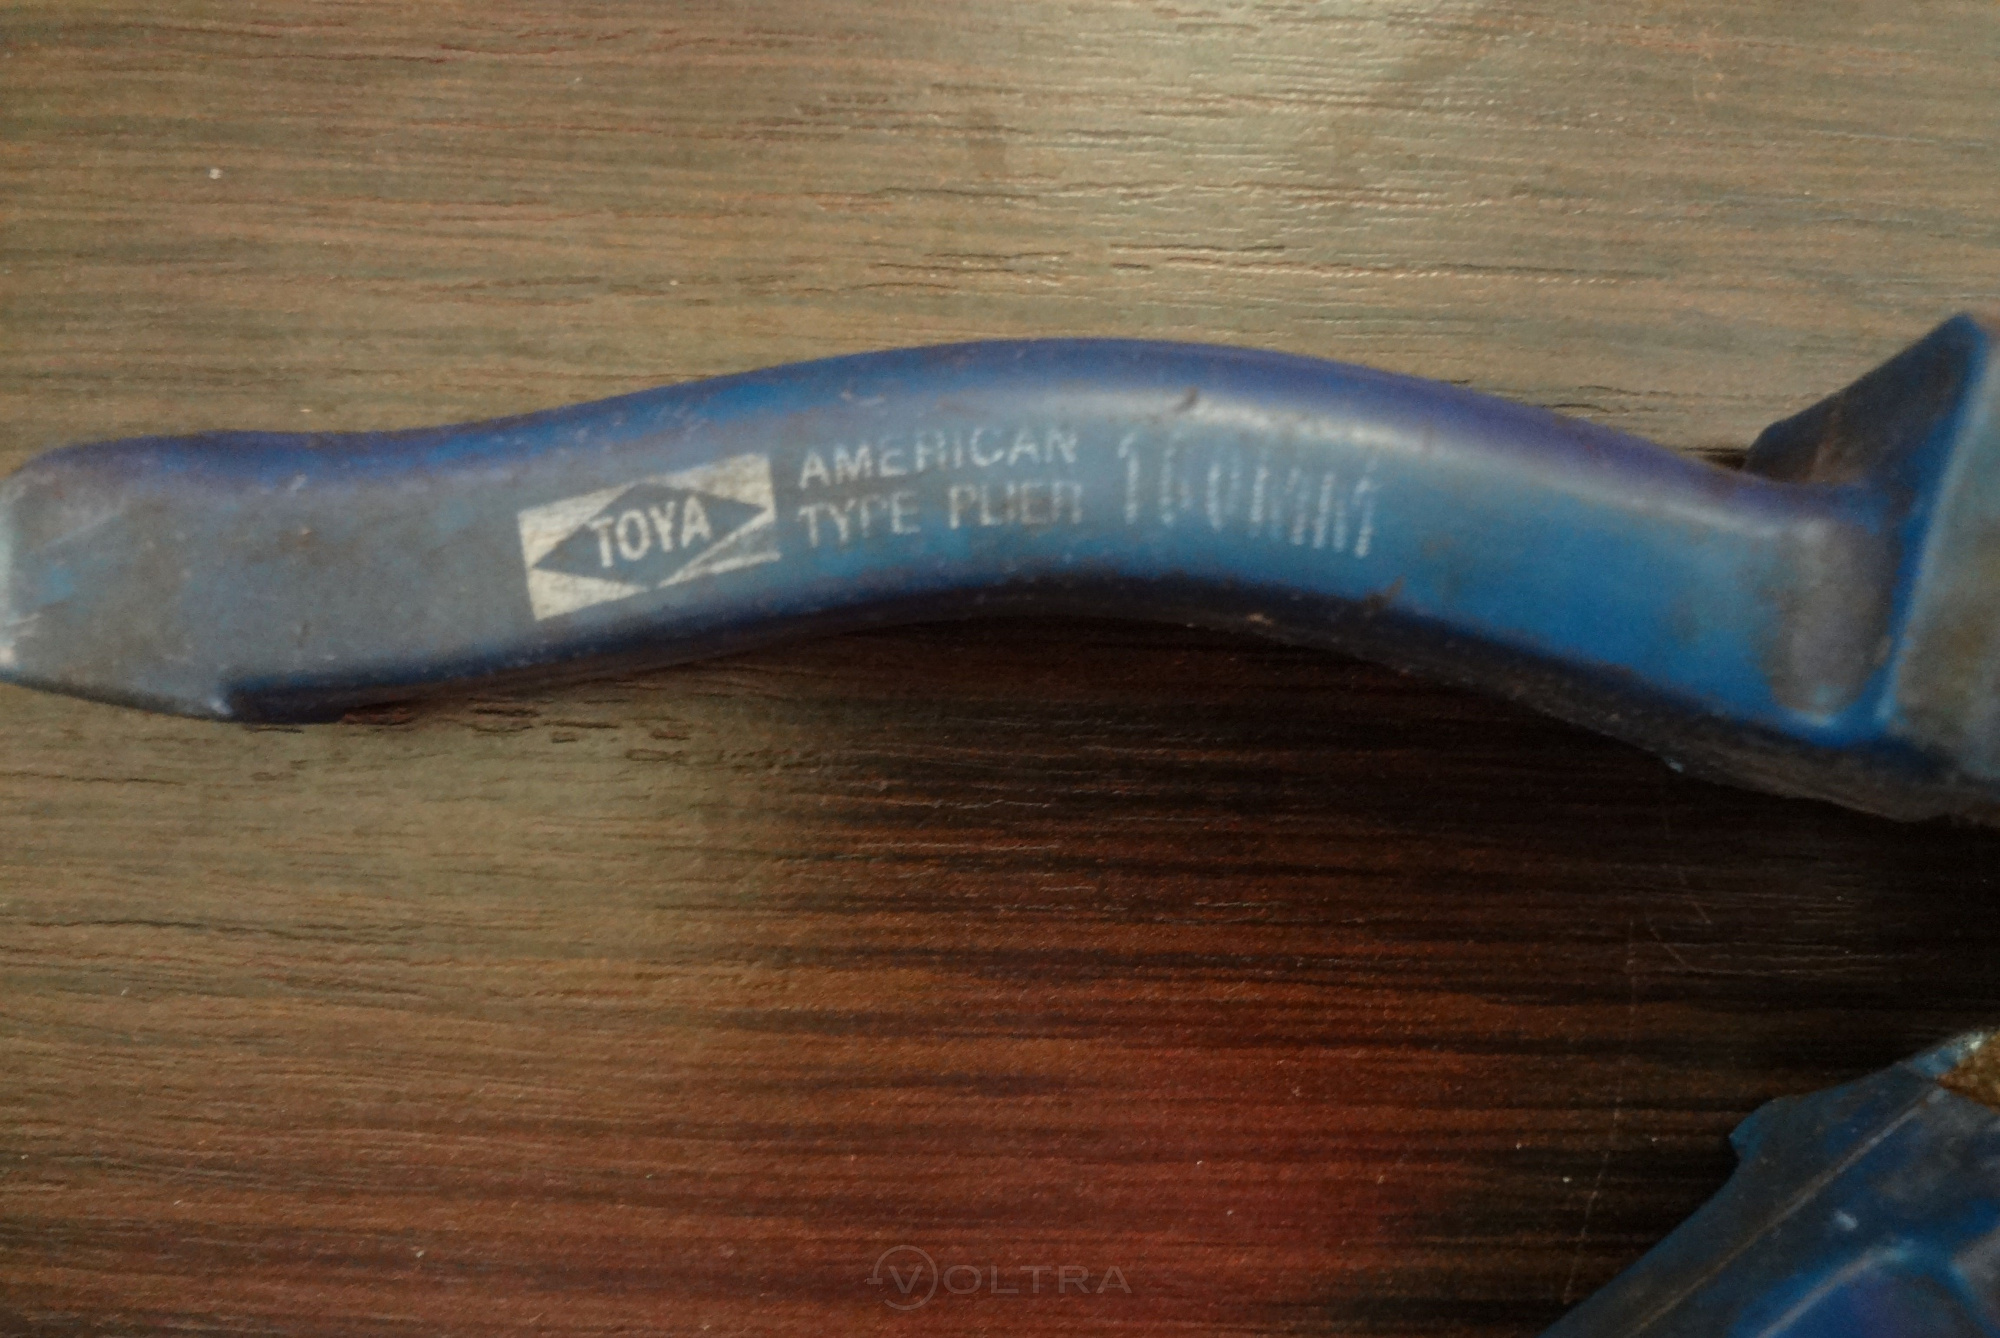 TOYA
AMERICAN
TYPE PLIER
160MM
VOLTRA